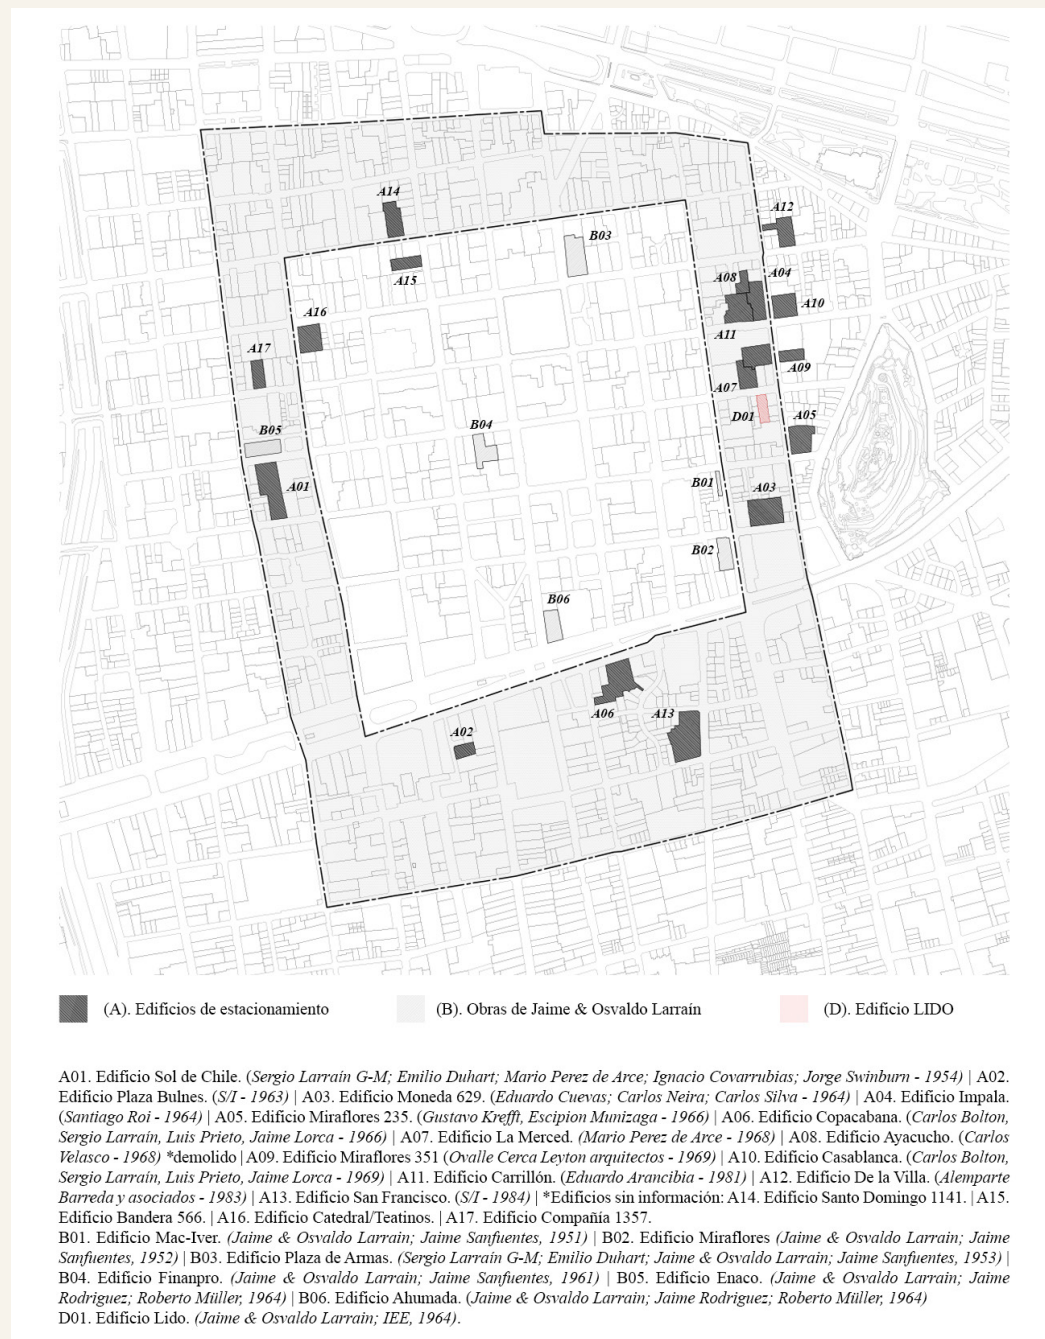 A14
A12
B03
A15
A08
A04
A10
A16
A11
A17
A09
A07
D01
A05
B05
B04
B01
A03
A01
B02
B06
A06
A13
A02
(A). Edificios de estacionamiento
(B). Obras de Jaime & Osvaldo Larraín
(D). Edificio LIDO
A01. Edificio Sol de Chile. (Sergio Larraín G-M; Emilio Duhart; Mario Perez de Arce; Ignacio Covarrubias; Jorge Swinburn - 1954) | A02.
Edificio Plaza Bulnes. (S/I - 1963) | A03. Edificio Moneda 629. (Eduardo Cuevas; Carlos Neira; Carlos Silva - 1964) | A04. Edificio Impala.
(Santiago Roi - 1964) | A05. Edificio Miraflores 235. (Gustavo Krefft, Escipion Munizaga - 1966) | A06. Edificio Copacabana. (Carlos Bolton,
Sergio Larraín, Luis Prieto, Jaime Lorca - 1966) | A07. Edificio La Merced. (Mario Perez de Arce - 1968) | A08. Edificio Ayacucho. (Carlos
Velasco - 1968) *demolido | A09. Edificio Miraflores 351 (Ovalle Cerca Leyton arquitectos - 1969) | A10. Edificio Casablanca. (Carlos Bolton,
Sergio Larraín, Luis Prieto, Jaime Lorca - 1969) | A11. Edificio Carrillón. (Eduardo Arancibia - 1981) | A12. Edificio De la Villa. (Alemparte
Barreda y asociados - 1983) | A13. Edificio San Francisco. (S/I - 1984) | *Edificios sin información: A14. Edificio Santo Domingo 1141. | A15.
Edificio Bandera 566. | A16. Edificio Catedral/Teatinos. | A17. Edificio Compañía 1357.
B01. Edificio Mac-Iver. (Jaime & Osvaldo Larrain; Jaime Sanfuentes, 1951) | B02. Edificio Miraflores (Jaime & Osvaldo Larrain; Jaime
Sanfuentes, 1952) | B03. Edificio Plaza de Armas. (Sergio Larraín G-M; Emilio Duhart; Jaime & Osvaldo Larrain; Jaime Sanfuentes, 1953) |
B04. Edificio Finanpro. (Jaime & Osvaldo Larrain; Jaime Sanfuentes, 1961) | B05. Edificio Enaco. (Jaime & Osvaldo Larrain; Jaime
Rodriguez; Roberto Müller, 1964) | B06. Edificio Ahumada. (Jaime & Osvaldo Larrain; Jaime Rodriguez; Roberto Müller, 1964)
D01. Edificio Lido. (Jaime & Osvaldo Larrain; IEE, 1964).